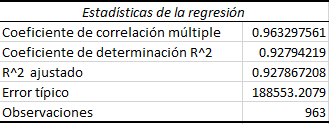 Estadísticas de la regresión
Coeficiente de correlación múltiple 0.963297561
Coeficiente de determinación R^2 0.92794219
R^2 ajustado 0.927867208
Error típico 188553.2079
Observaciones 963